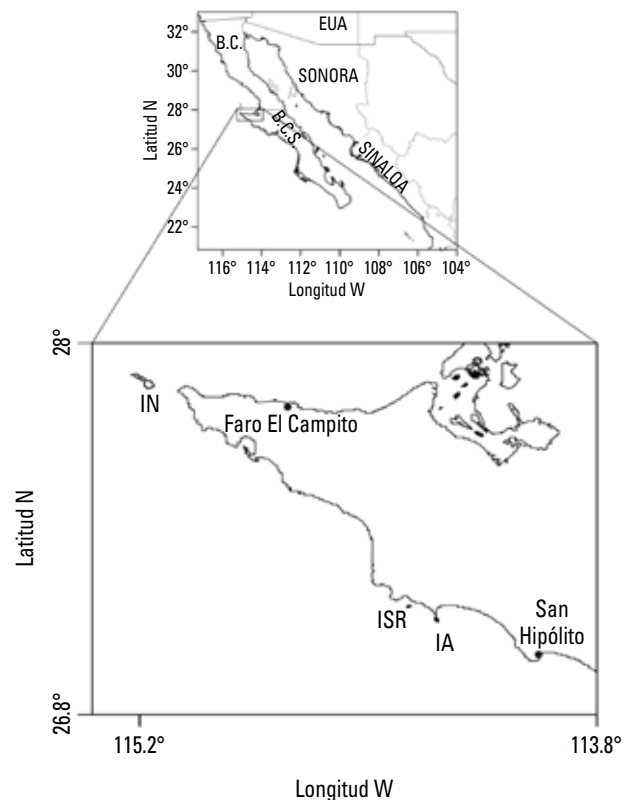 EUA
32°
B.C.
30°
SONORA
28°
B.C.S.
26°
SINALOA
24°
22°
Latitud N
116°
114°
112°
110°
108°
106°
104°
Longitud W
28°
IN
Faro El Campito
Latitud N
ISR
IA
San
Hipólito
26.8°
115.2°
113.8°
Longitud W